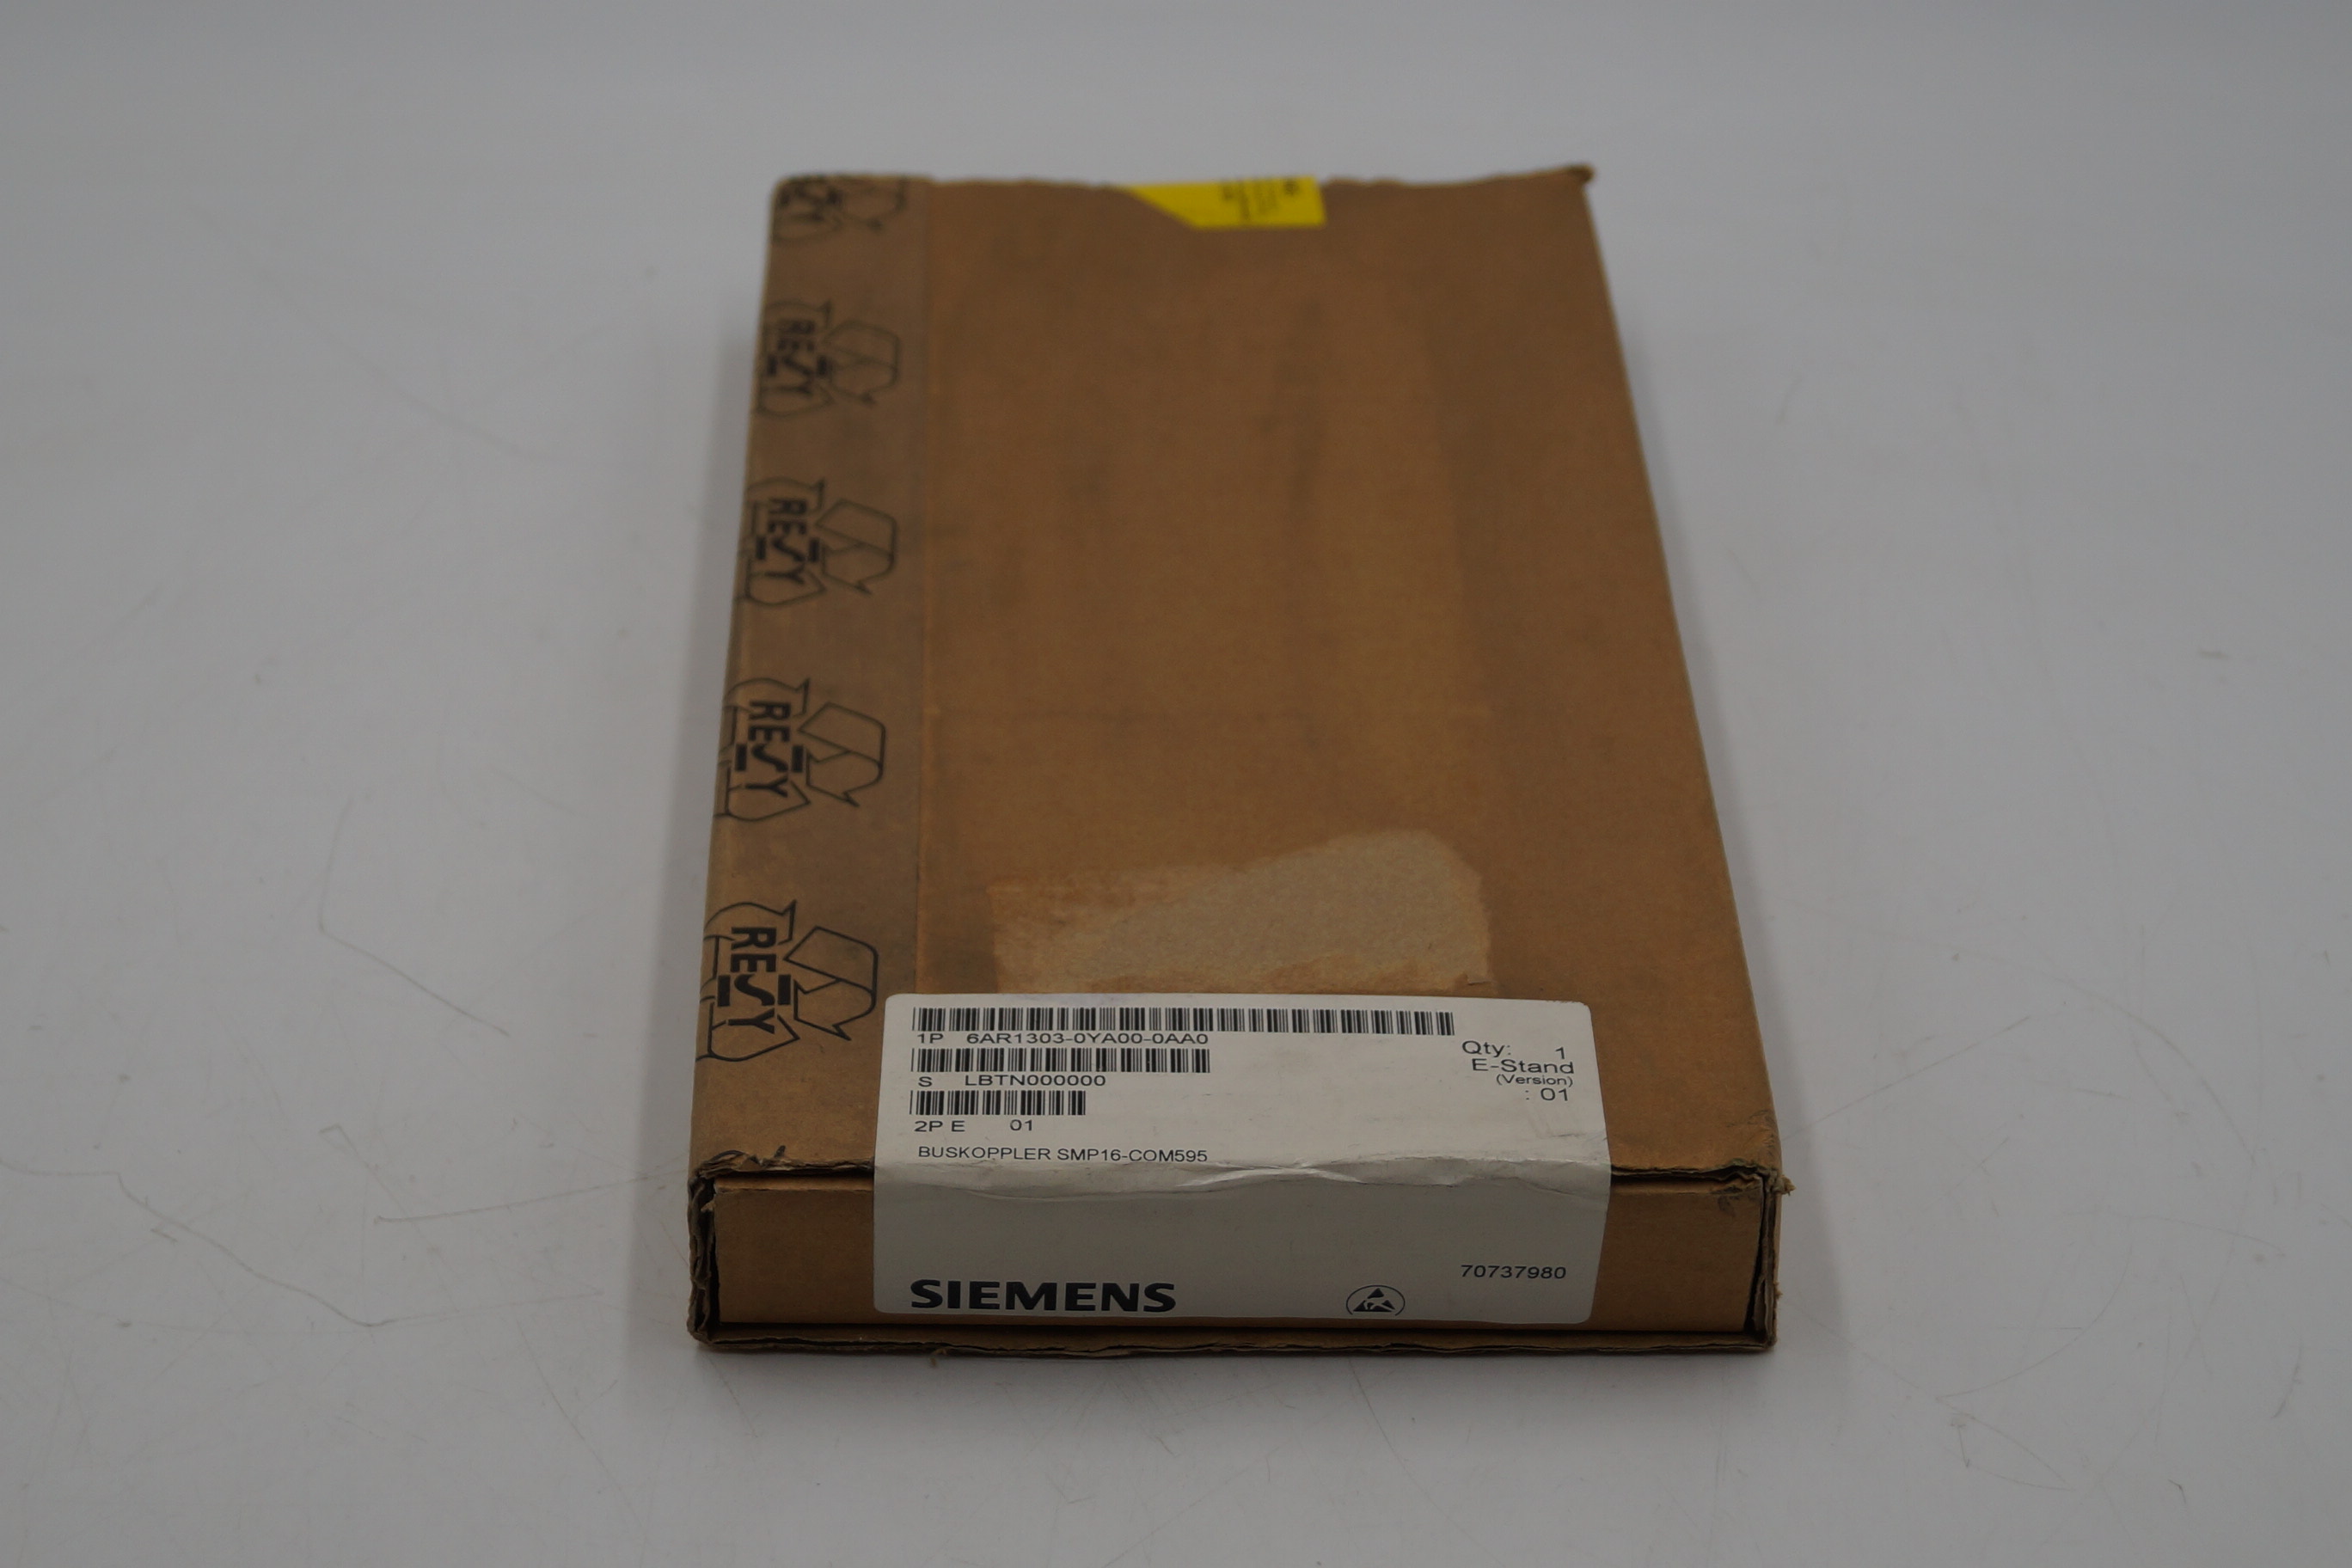 RESY
RESY
RESY
RESY
RESY
1P 6AR1303-0YA00-0AA0
S LBTN000000
2P E 01
BUSKOPPLER SMP16-COM595
Qty: 1
E-Stand
(Version)
: 01
70737980
SIEMENS